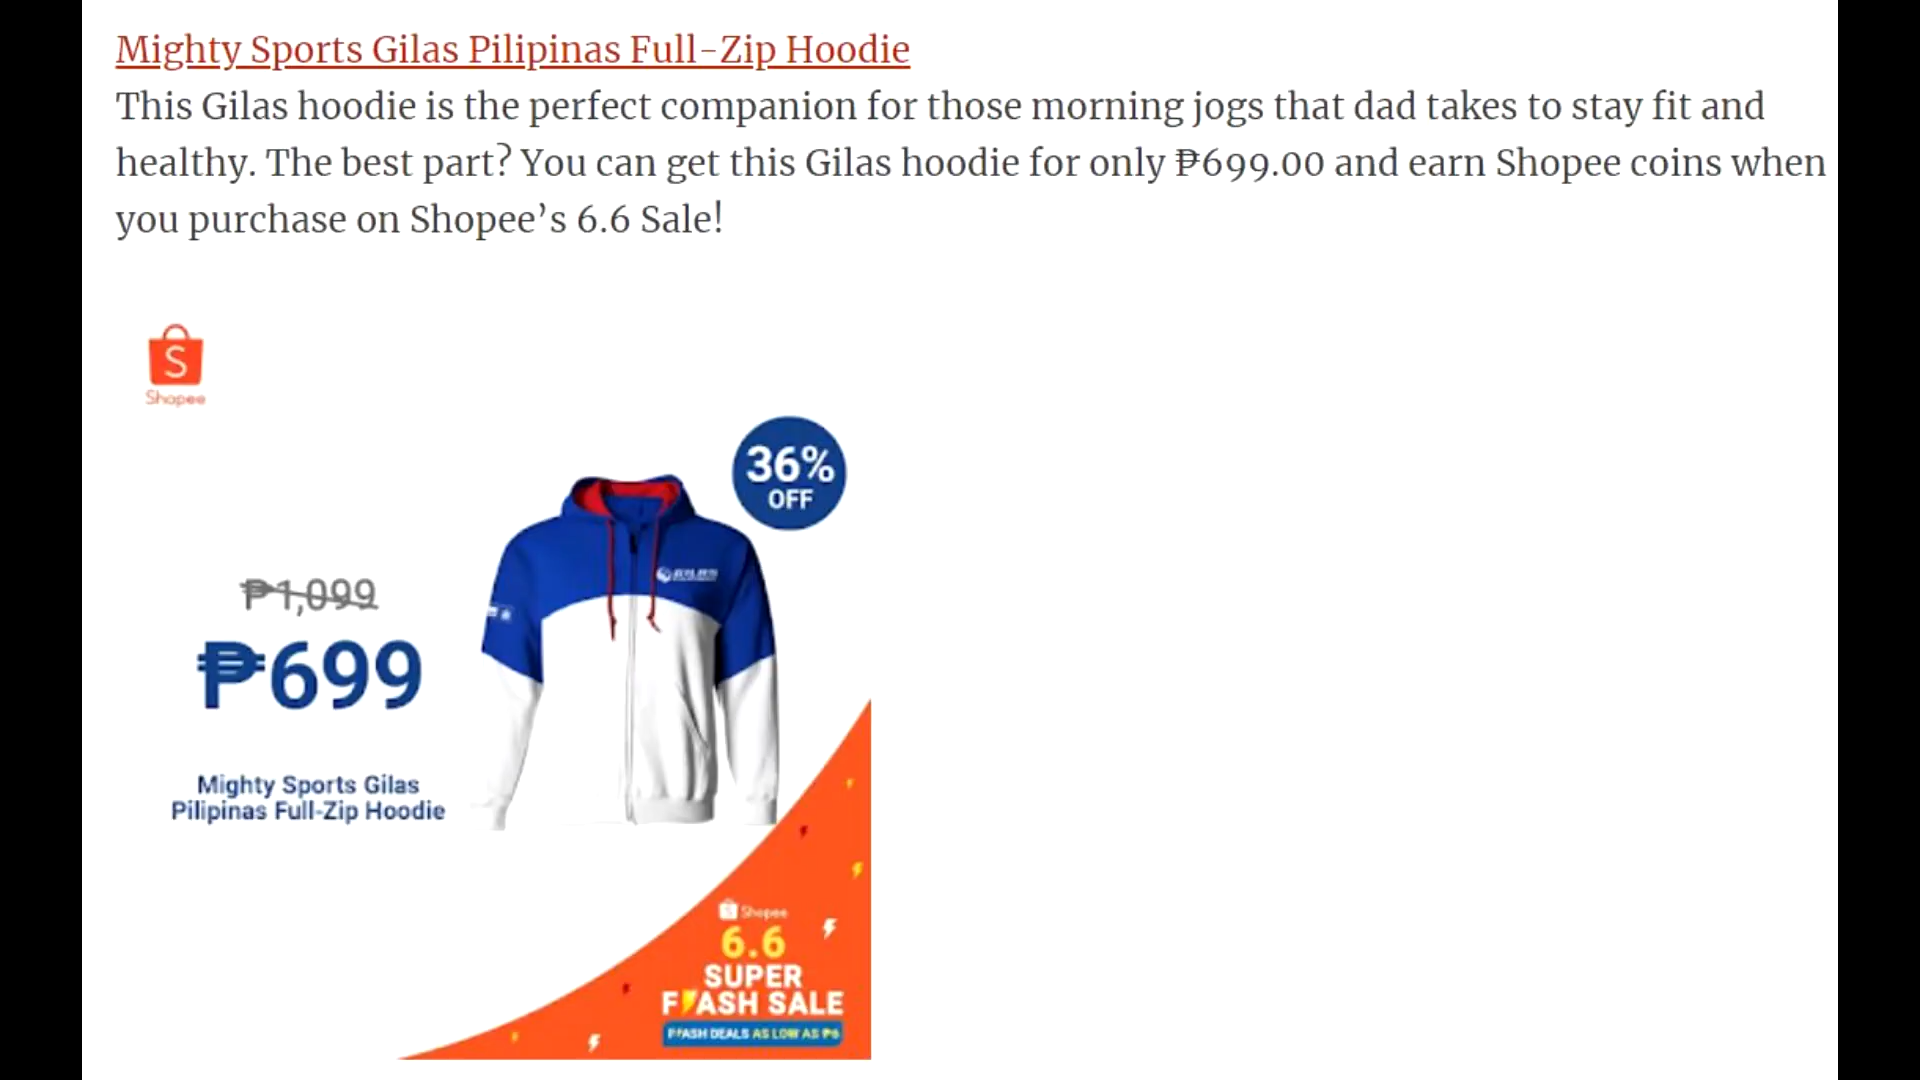 Mighty Sports Gilas Pilipinas Full-Zip Hoodie
This Gilas hoodie is the perfect companion for those morning jogs that dad takes to stay fit and
healthy. The best part? You can get this Gilas hoodie for only ₱699.00 and earn Shopee coins when
you purchase on Shopee’s 6.6 Sale!
S
Shopee
36%
OFF
₱1,099
₱699
Mighty Sports Gilas
Pilipinas Full-Zip Hoodie
Shopee
6.6
SUPER
FLASH SALE
FLASH DEALS AS LOW AS ₱6